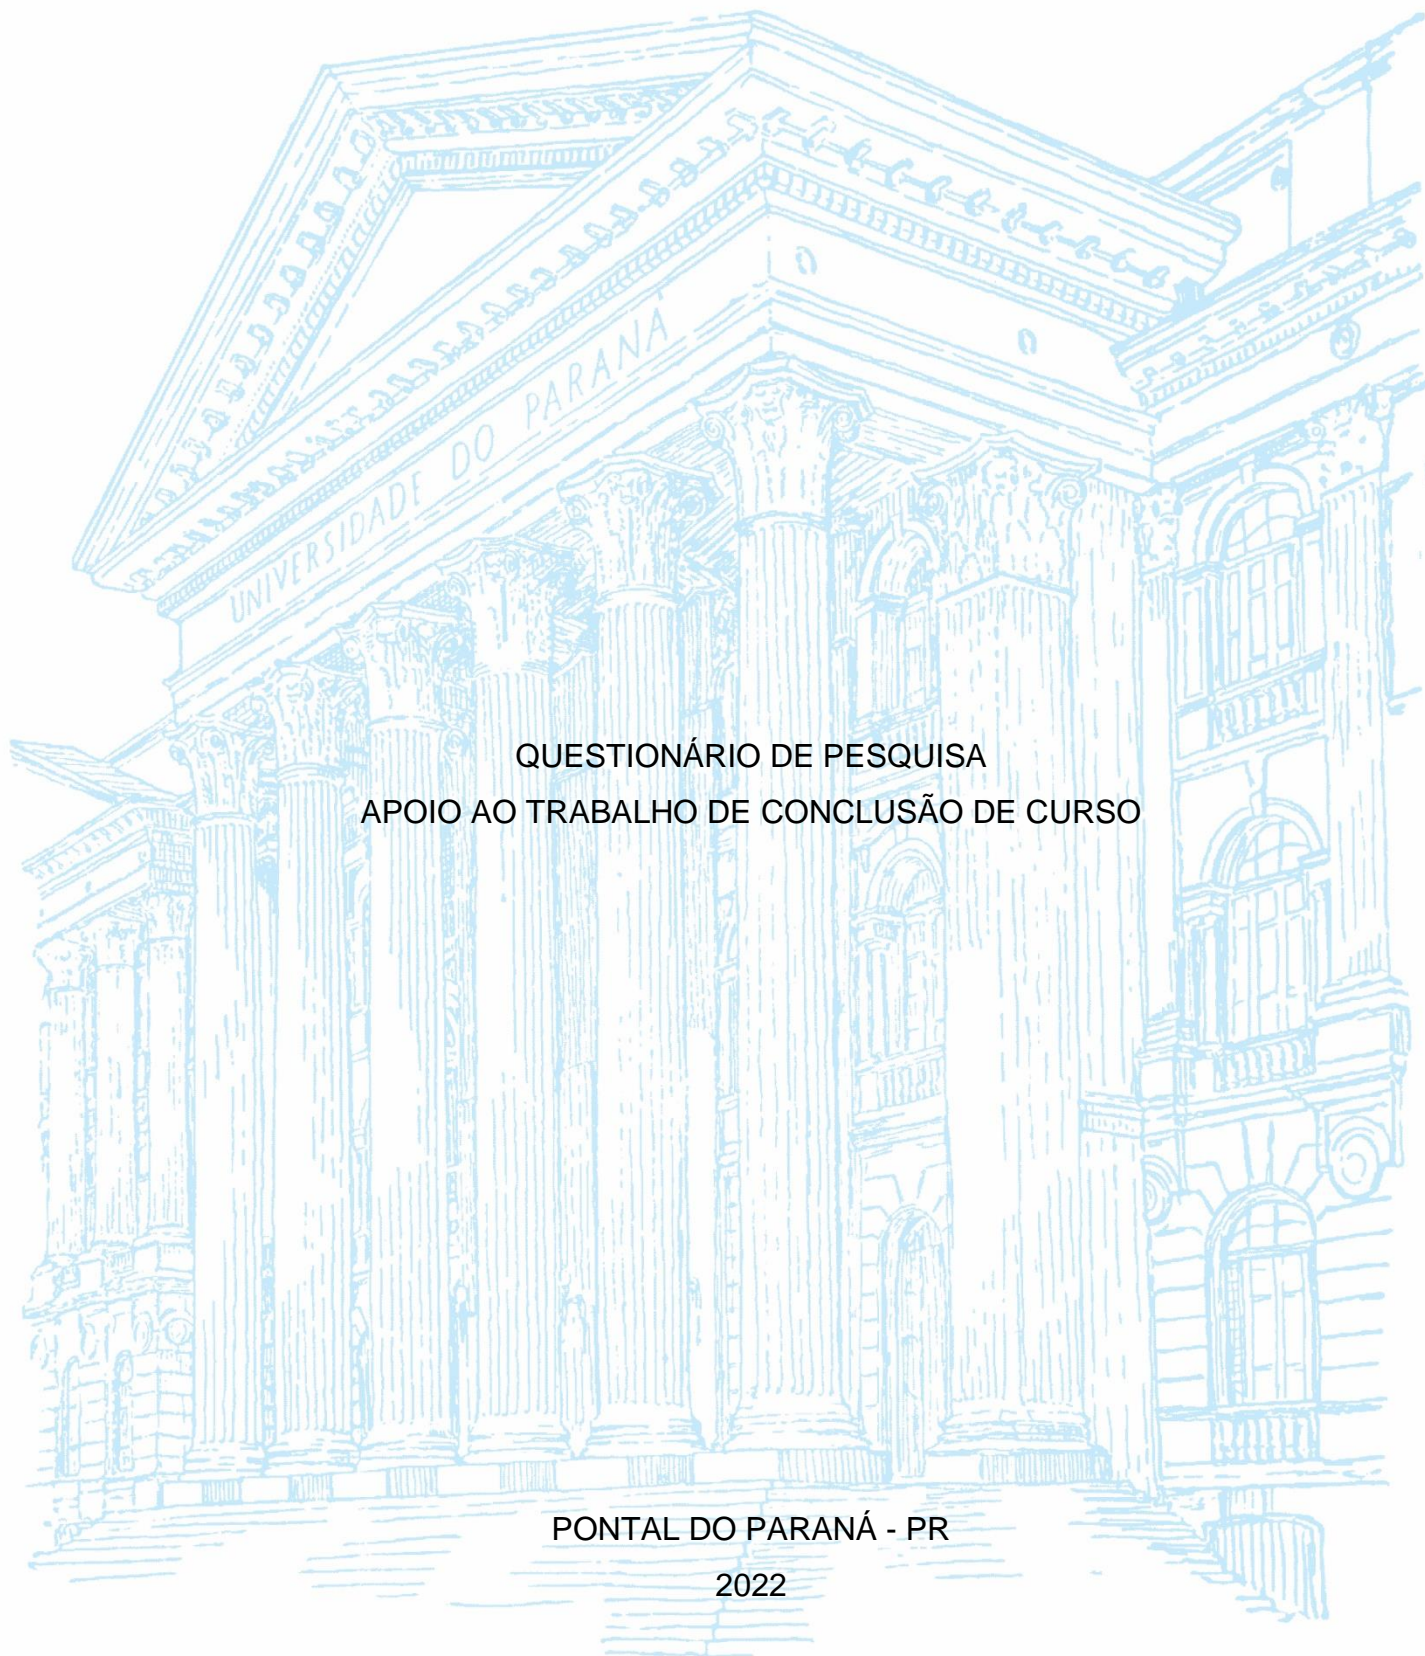 UNIVERSIDADE DO PARANÁ
QUESTIONÁRIO DE PESQUISA
APOIO AO TRABALHO DE CONCLUSÃO DE CURSO
PONTAL DO PARANÁ - PR
2022